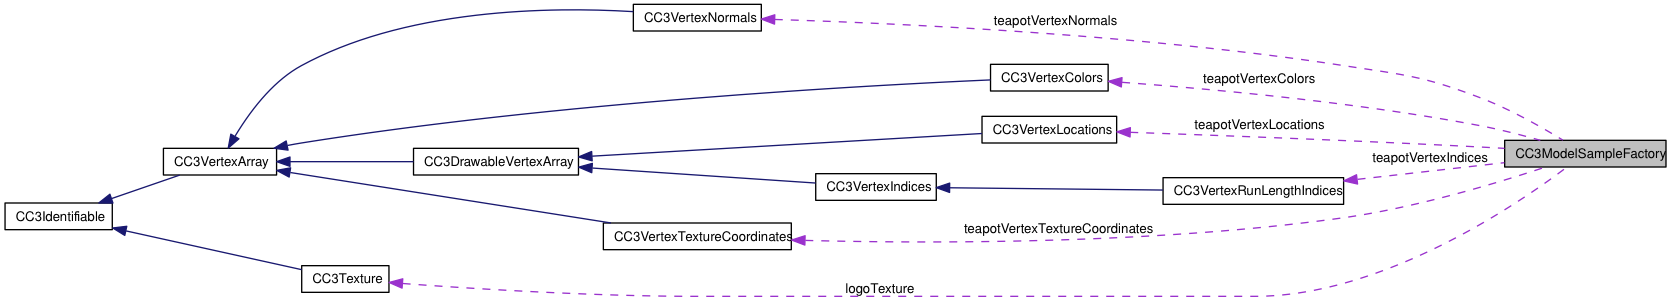 CC3VertexNormals
teapotVertexNormals
CC3VertexColors
teapotVertexColors
CC3VertexLocations
teapotVertexLocations
CC3VertexArray
CC3DrawableVertexArray
CC3ModelSampleFactory
teapotVertexIndices
CC3VertexIndices
CC3VertexRunLengthIndices
CC3Identifiable
CC3VertexTextureCoordinates
teapotVertexTextureCoordinates
CC3Texture
logoTexture